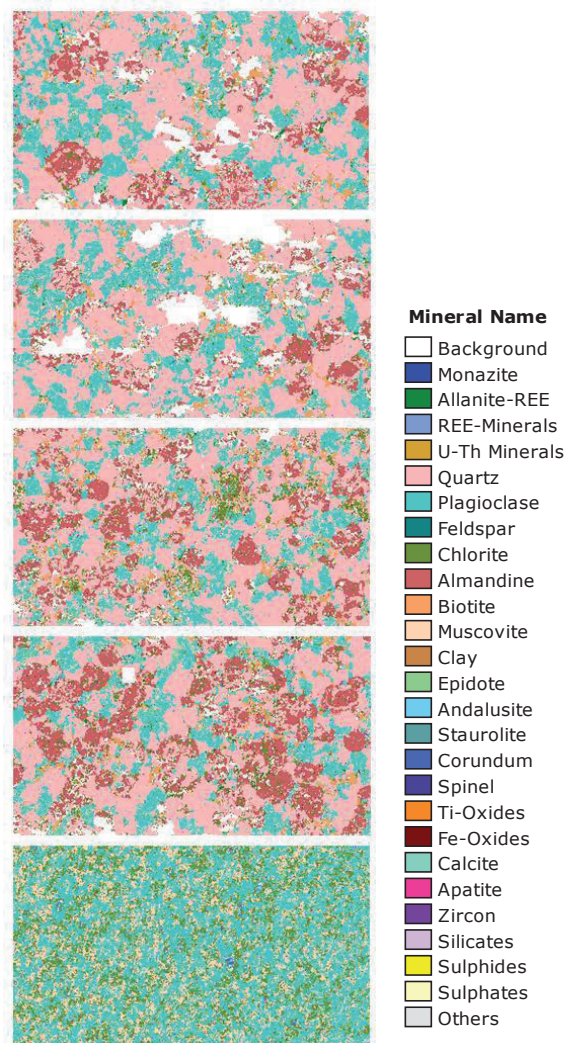 Mineral Name
Background
Monazite
Allanite-REE
REE-Minerals
U-Th Minerals
Quartz
Plagioclase
Feldspar
Chlorite
Almandine
Biotite
Muscovite
Clay
Epidote
Andalusite
Staurolite
Corundum
Spinel
Ti-Oxides
Fe-Oxides
Calcite
Apatite
Zircon
Silicates
Sulphides
Sulphates
Others